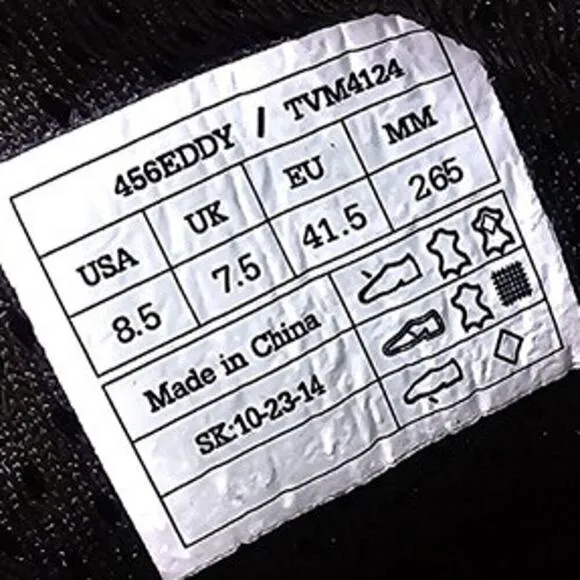 456EDDY / TVM4124
USA UK EU MM
8.5 7.5 41.5 265
Made in China
SK:10-23-14